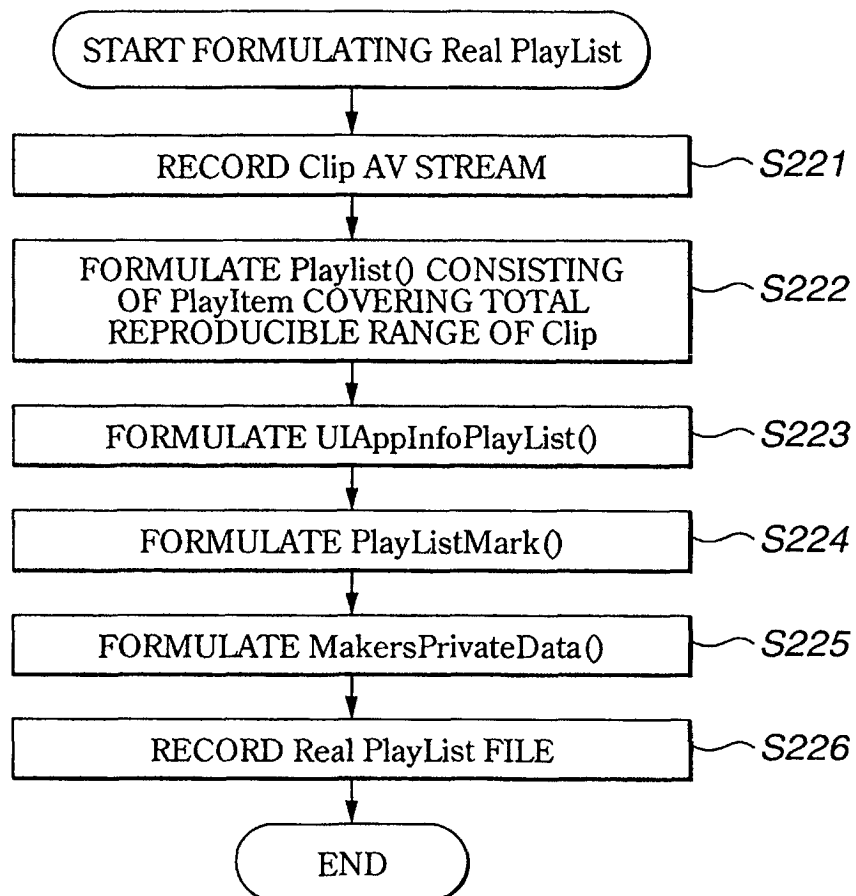 START FORMULATING Real PlayList
RECORD Clip AV STREAM
S221
FORMULATE Playlist() CONSISTING
OF PlayItem COVERING TOTAL
REPRODUCIBLE RANGE OF Clip
S222
FORMULATE UIAppInfoPlayList()
S223
FORMULATE PlayListMark()
S224
FORMULATE MakersPrivateData()
S225
RECORD Real PlayList FILE
S226
END